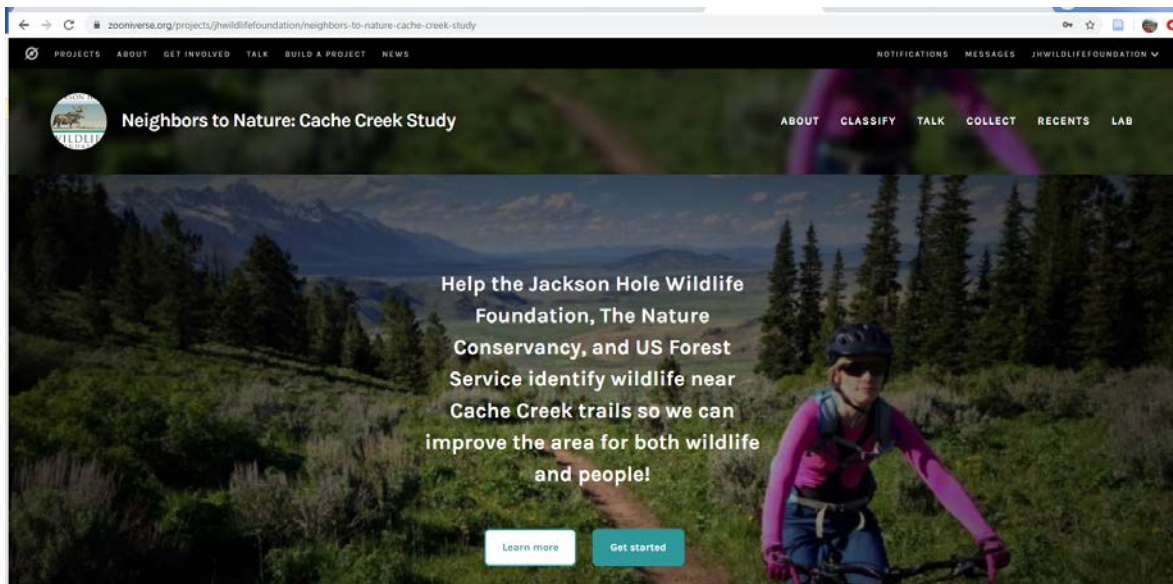 zooniverse.org/projects/jhwildlifefoundation/neighbors-to-nature-cache-creek-study
PROJECTS ABOUT GET INVOLVED TALK BUILD A PROJECT NEWS
NOTIFICATIONS MESSAGES JHWILDLIFEFOUNDATION
Neighbors to Nature: Cache Creek Study
ABOUT CLASSIFY TALK COLLECT RECENTS LAB
Help the Jackson Hole Wildlife
Foundation, The Nature
Conservancy, and US Forest
Service identify wildlife near
Cache Creek trails so we can
improve the area for both wildlife
and people!
Learn more
Get started